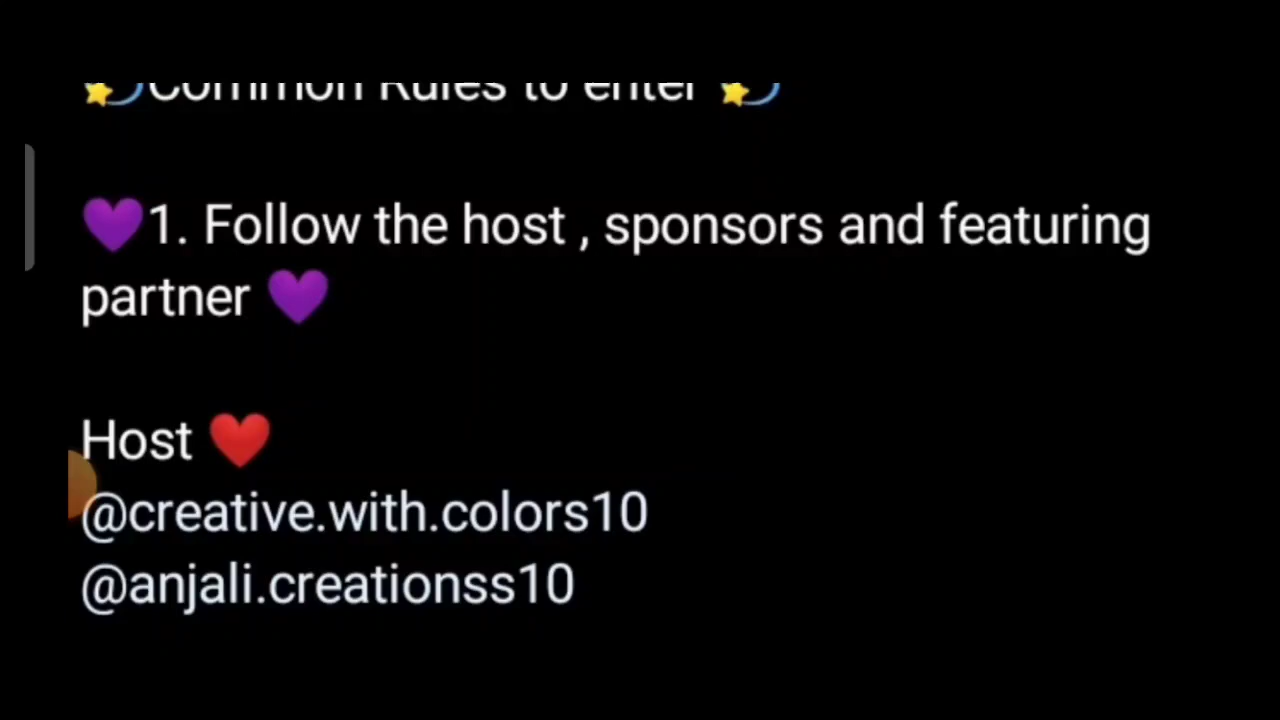 💫Common Rules to enter 💫
💜1. Follow the host , sponsors and featuring
partner 💜
Host ❤️
@creative.with.colors10
@anjali.creationss10